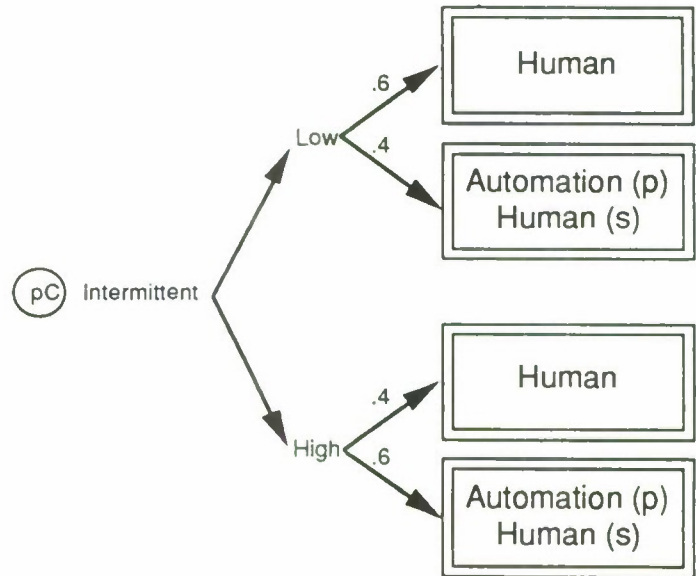 Human
.6
Low
.4
Automation (p)
Human (s)
pC Intermittent
Human
.4
High
.6
Automation (p)
Human (s)